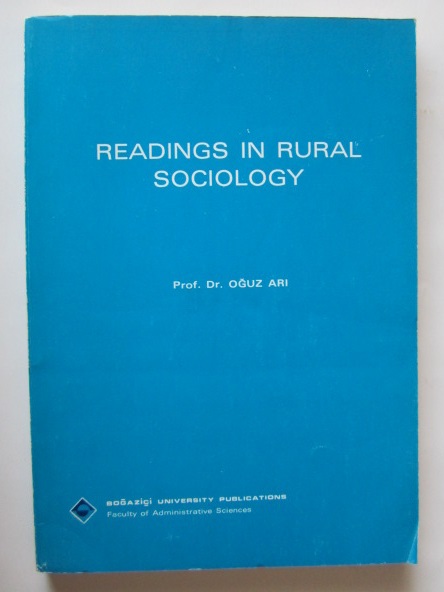 READINGS IN RURAL
SOCIOLOGY
Prof. Dr. OĞUZ ARI
BOĞAZİÇİ UNIVERSITY PUBLICATIONS
Faculty of Administrative Sciences